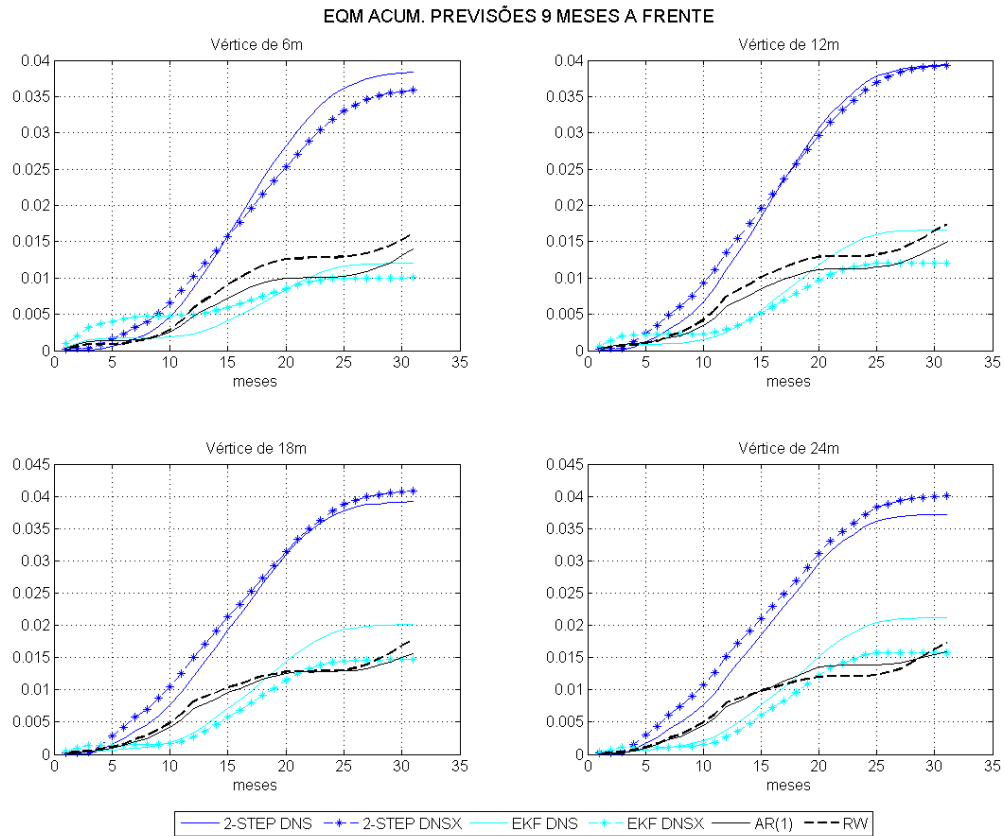 EQM ACUM. PREVISÕES 9 MESES A FRENTE
Vértice de 6m
0.04
0.035
0.03
0.025
0.02
0.015
0.01
0.005
0
0 5 10 15 20 25 30 35
meses
Vértice de 12m
0.04
0.035
0.03
0.025
0.02
0.015
0.01
0.005
0
0 5 10 15 20 25 30 35
meses
Vértice de 18m
0.045
0.04
0.035
0.03
0.025
0.02
0.015
0.01
0.005
0
0 5 10 15 20 25 30 35
meses
Vértice de 24m
0.045
0.04
0.035
0.03
0.025
0.02
0.015
0.01
0.005
0
0 5 10 15 20 25 30 35
meses
2-STEP DNS 2-STEP DNSX EKF DNS EKF DNSX AR(1) RW